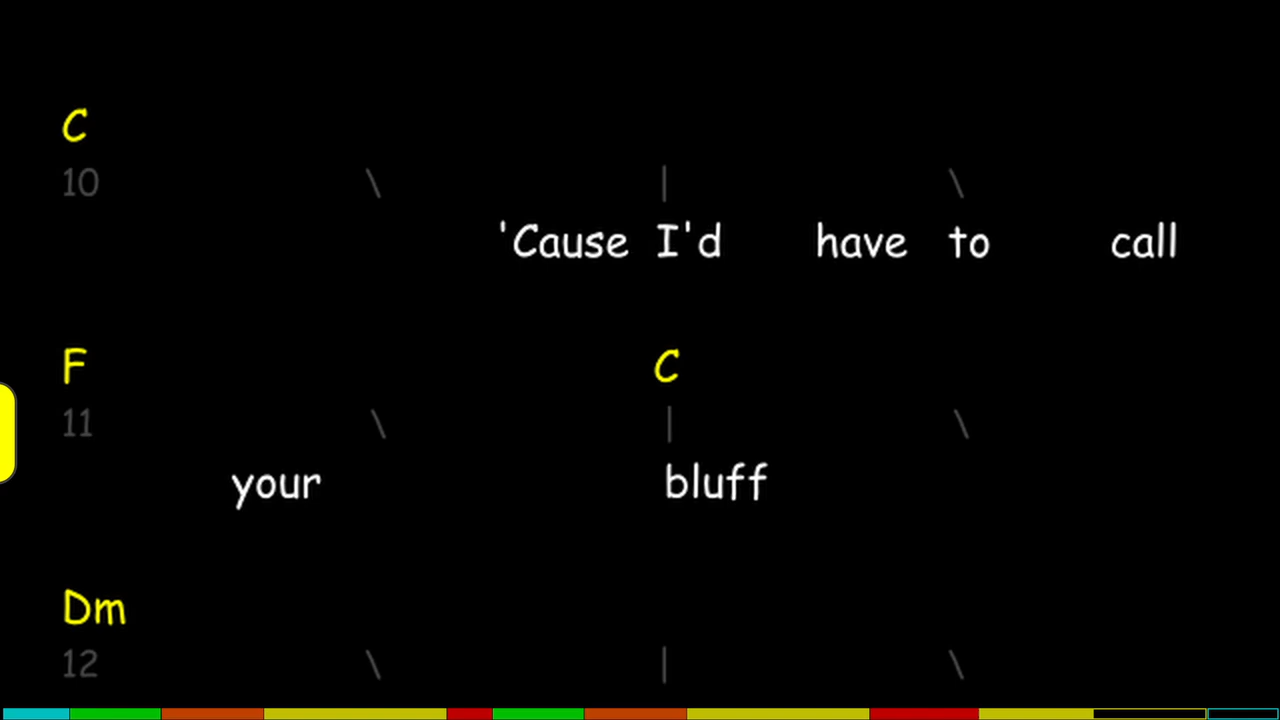 C
10 \ | \
'Cause I'd have to call
F C
11 \ | \
your bluff
Dm
12 \ | \